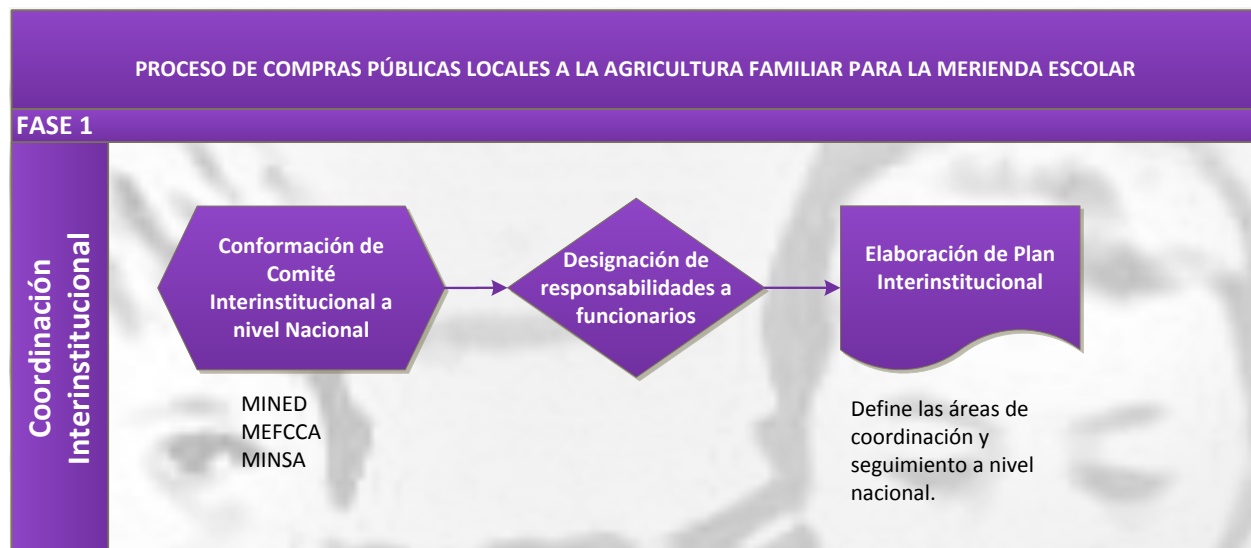 PROCESO DE COMPRAS PÚBLICAS LOCALES A LA AGRICULTURA FAMILIAR PARA LA MERIENDA ESCOLAR
FASE 1
Coordinación
Interinstitucional
Conformación de
Comité
Interinstitucional a
nivel Nacional
MINED
MEFCCA
MINSA
Designación de
responsabilidades a
funcionarios
Elaboración de Plan
Interinstitucional
Define las áreas de
coordinación y
seguimiento a nivel
nacional.